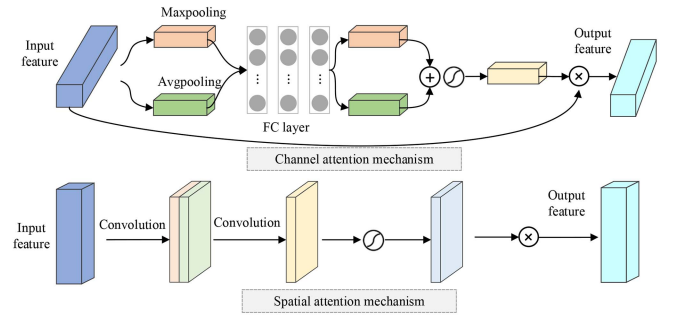 Maxpooling
Input
feature
Avgpooling
...
...
...
FC layer
Output
feature
Channel attention mechanism
Input
feature
Convolution
Convolution
Output
feature
Spatial attention mechanism